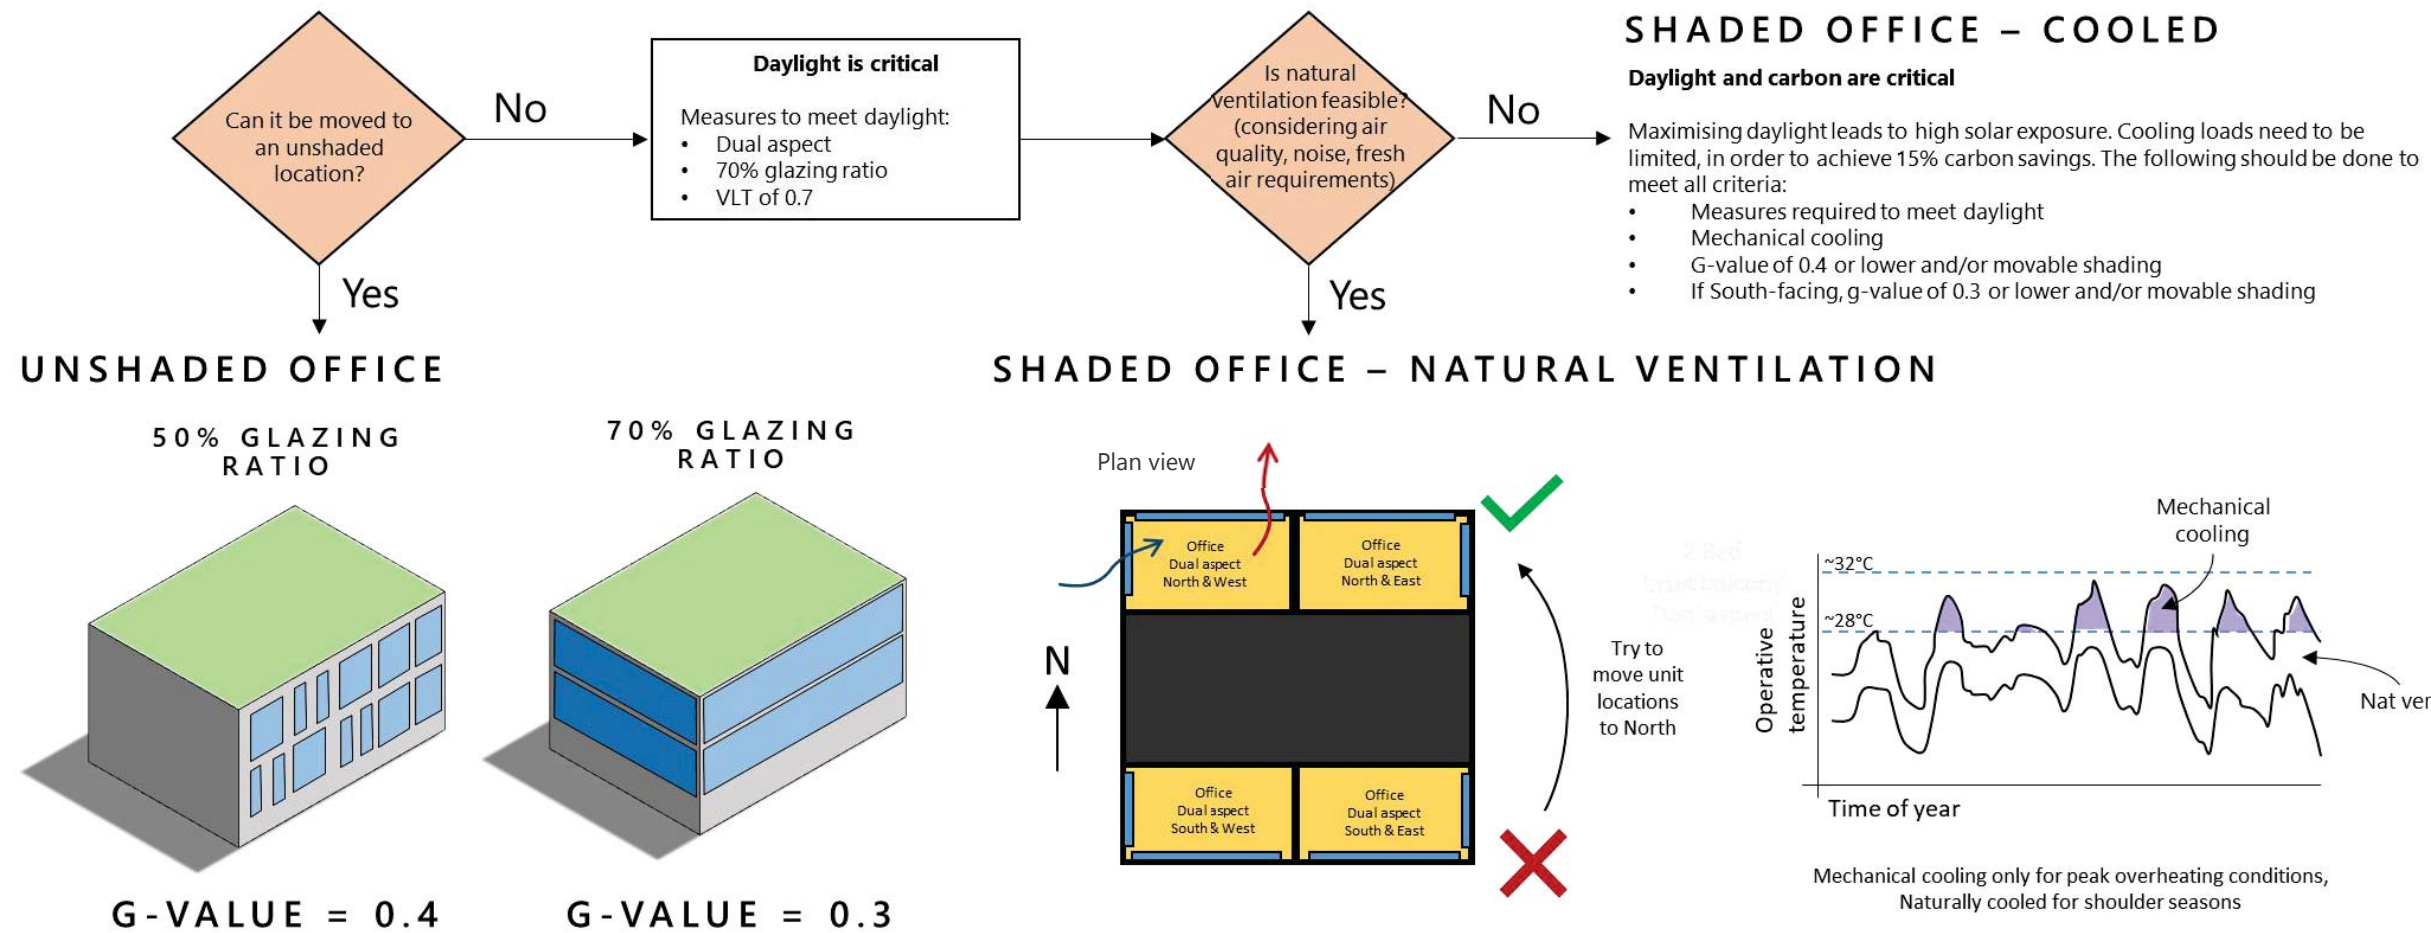 Can it be moved to
an unshaded
location?
No
Yes
Daylight is critical
Measures to meet daylight:
• Dual aspect
• 70% glazing ratio
• VLT of 0.7
Is natural
ventilation feasible?
(considering air
quality, noise, fresh
air requirements)
No
Yes
SHADED OFFICE – COOLED
Daylight and carbon are critical
Maximising daylight leads to high solar exposure. Cooling loads need to be
limited, in order to achieve 15% carbon savings. The following should be done to
meet all criteria:
• Measures required to meet daylight
• Mechanical cooling
• G-value of 0.4 or lower and/or movable shading
• If South-facing, g-value of 0.3 or lower and/or movable shading
UNSHADED OFFICE
50% GLAZING
RATIO
G-VALUE = 0.4
70% GLAZING
RATIO
G-VALUE = 0.3
SHADED OFFICE – NATURAL VENTILATION
Plan view
N
Office
Dual aspect
North & West
Office
Dual aspect
North & East
Office
Dual aspect
South & West
Office
Dual aspect
South & East
Try to
move unit
locations
to North
Mechanical
cooling
~32°C
~28°C
Operative
temperature
Time of year
Nat ver
Mechanical cooling only for peak overheating conditions,
Naturally cooled for shoulder seasons